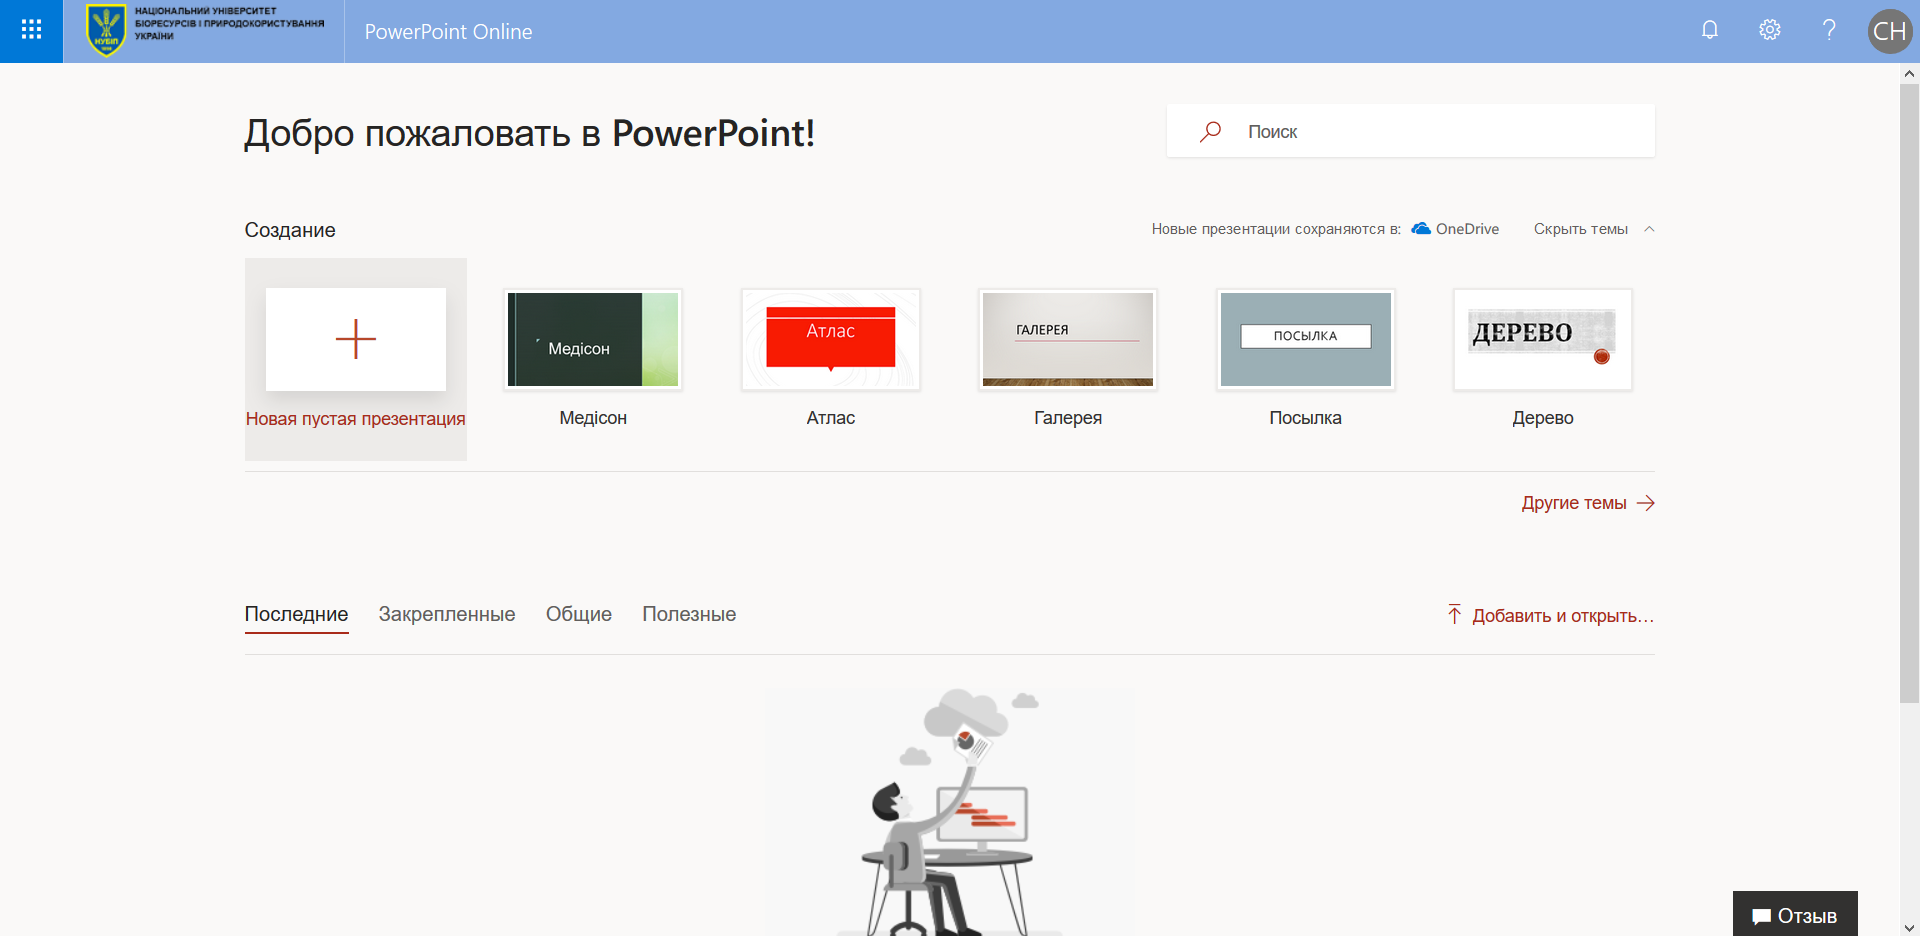 НАЦІОНАЛЬНИЙ УНІВЕРСИТЕТ
БІОРЕСУРСІВ І ПРИРОДОКОРИСТУВАННЯ
УКРАЇНИ
НУБІП
PowerPoint Online
?
СН
Добро пожаловать в PowerPoint!
Поиск
Создание
Новые презентации сохраняются в: OneDrive
Скрыть темы
Медісон
Атлас
ГАЛЕРЕЯ
ПОСЫЛКА
ДЕРЕВО
Новая пустая презентация
Медісон
Атлас
Галерея
Посылка
Дерево
Другие темы
Последние
Закрепленные
Общие
Полезные
Добавить и открыть...
Отзыв